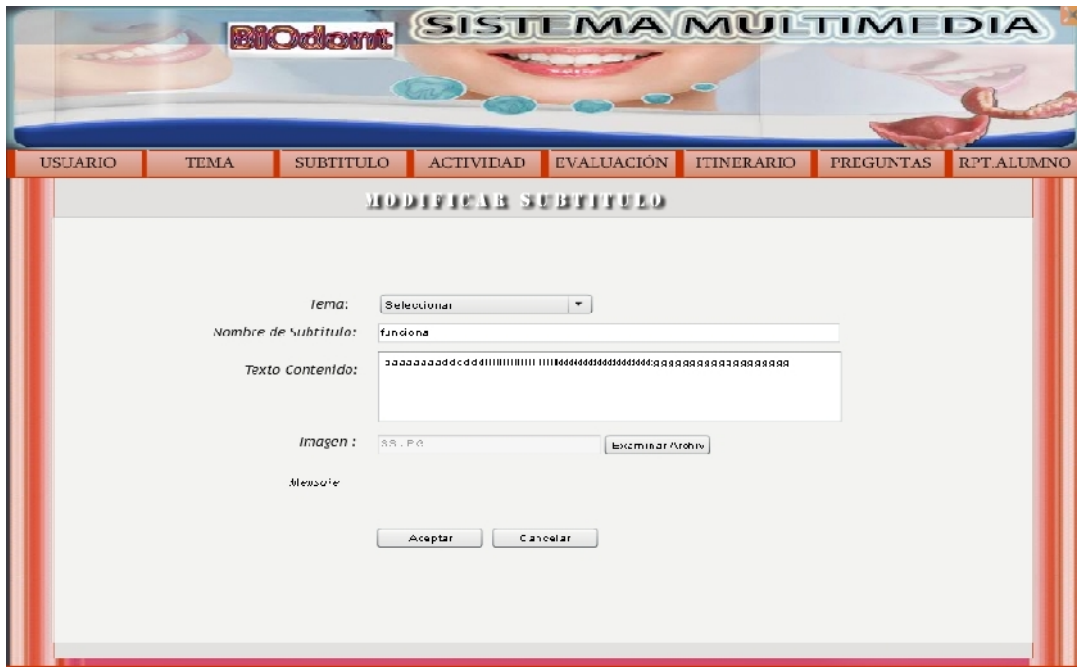 BiOdont SISTEMA MULTIMEDIA
USUARIO TEMA SUBTITULO ACTIVIDAD EVALUACIÓN ITINERARIO PREGUNTAS RPT.ALUMNO
MODIFICAR SUBTITULO
Tema: Seleccionar
Nombre de Subtitulo: funciona
Texto Contenido:
Imagen : Examinar Archiv
Mensaje
Aceptar Cancelar